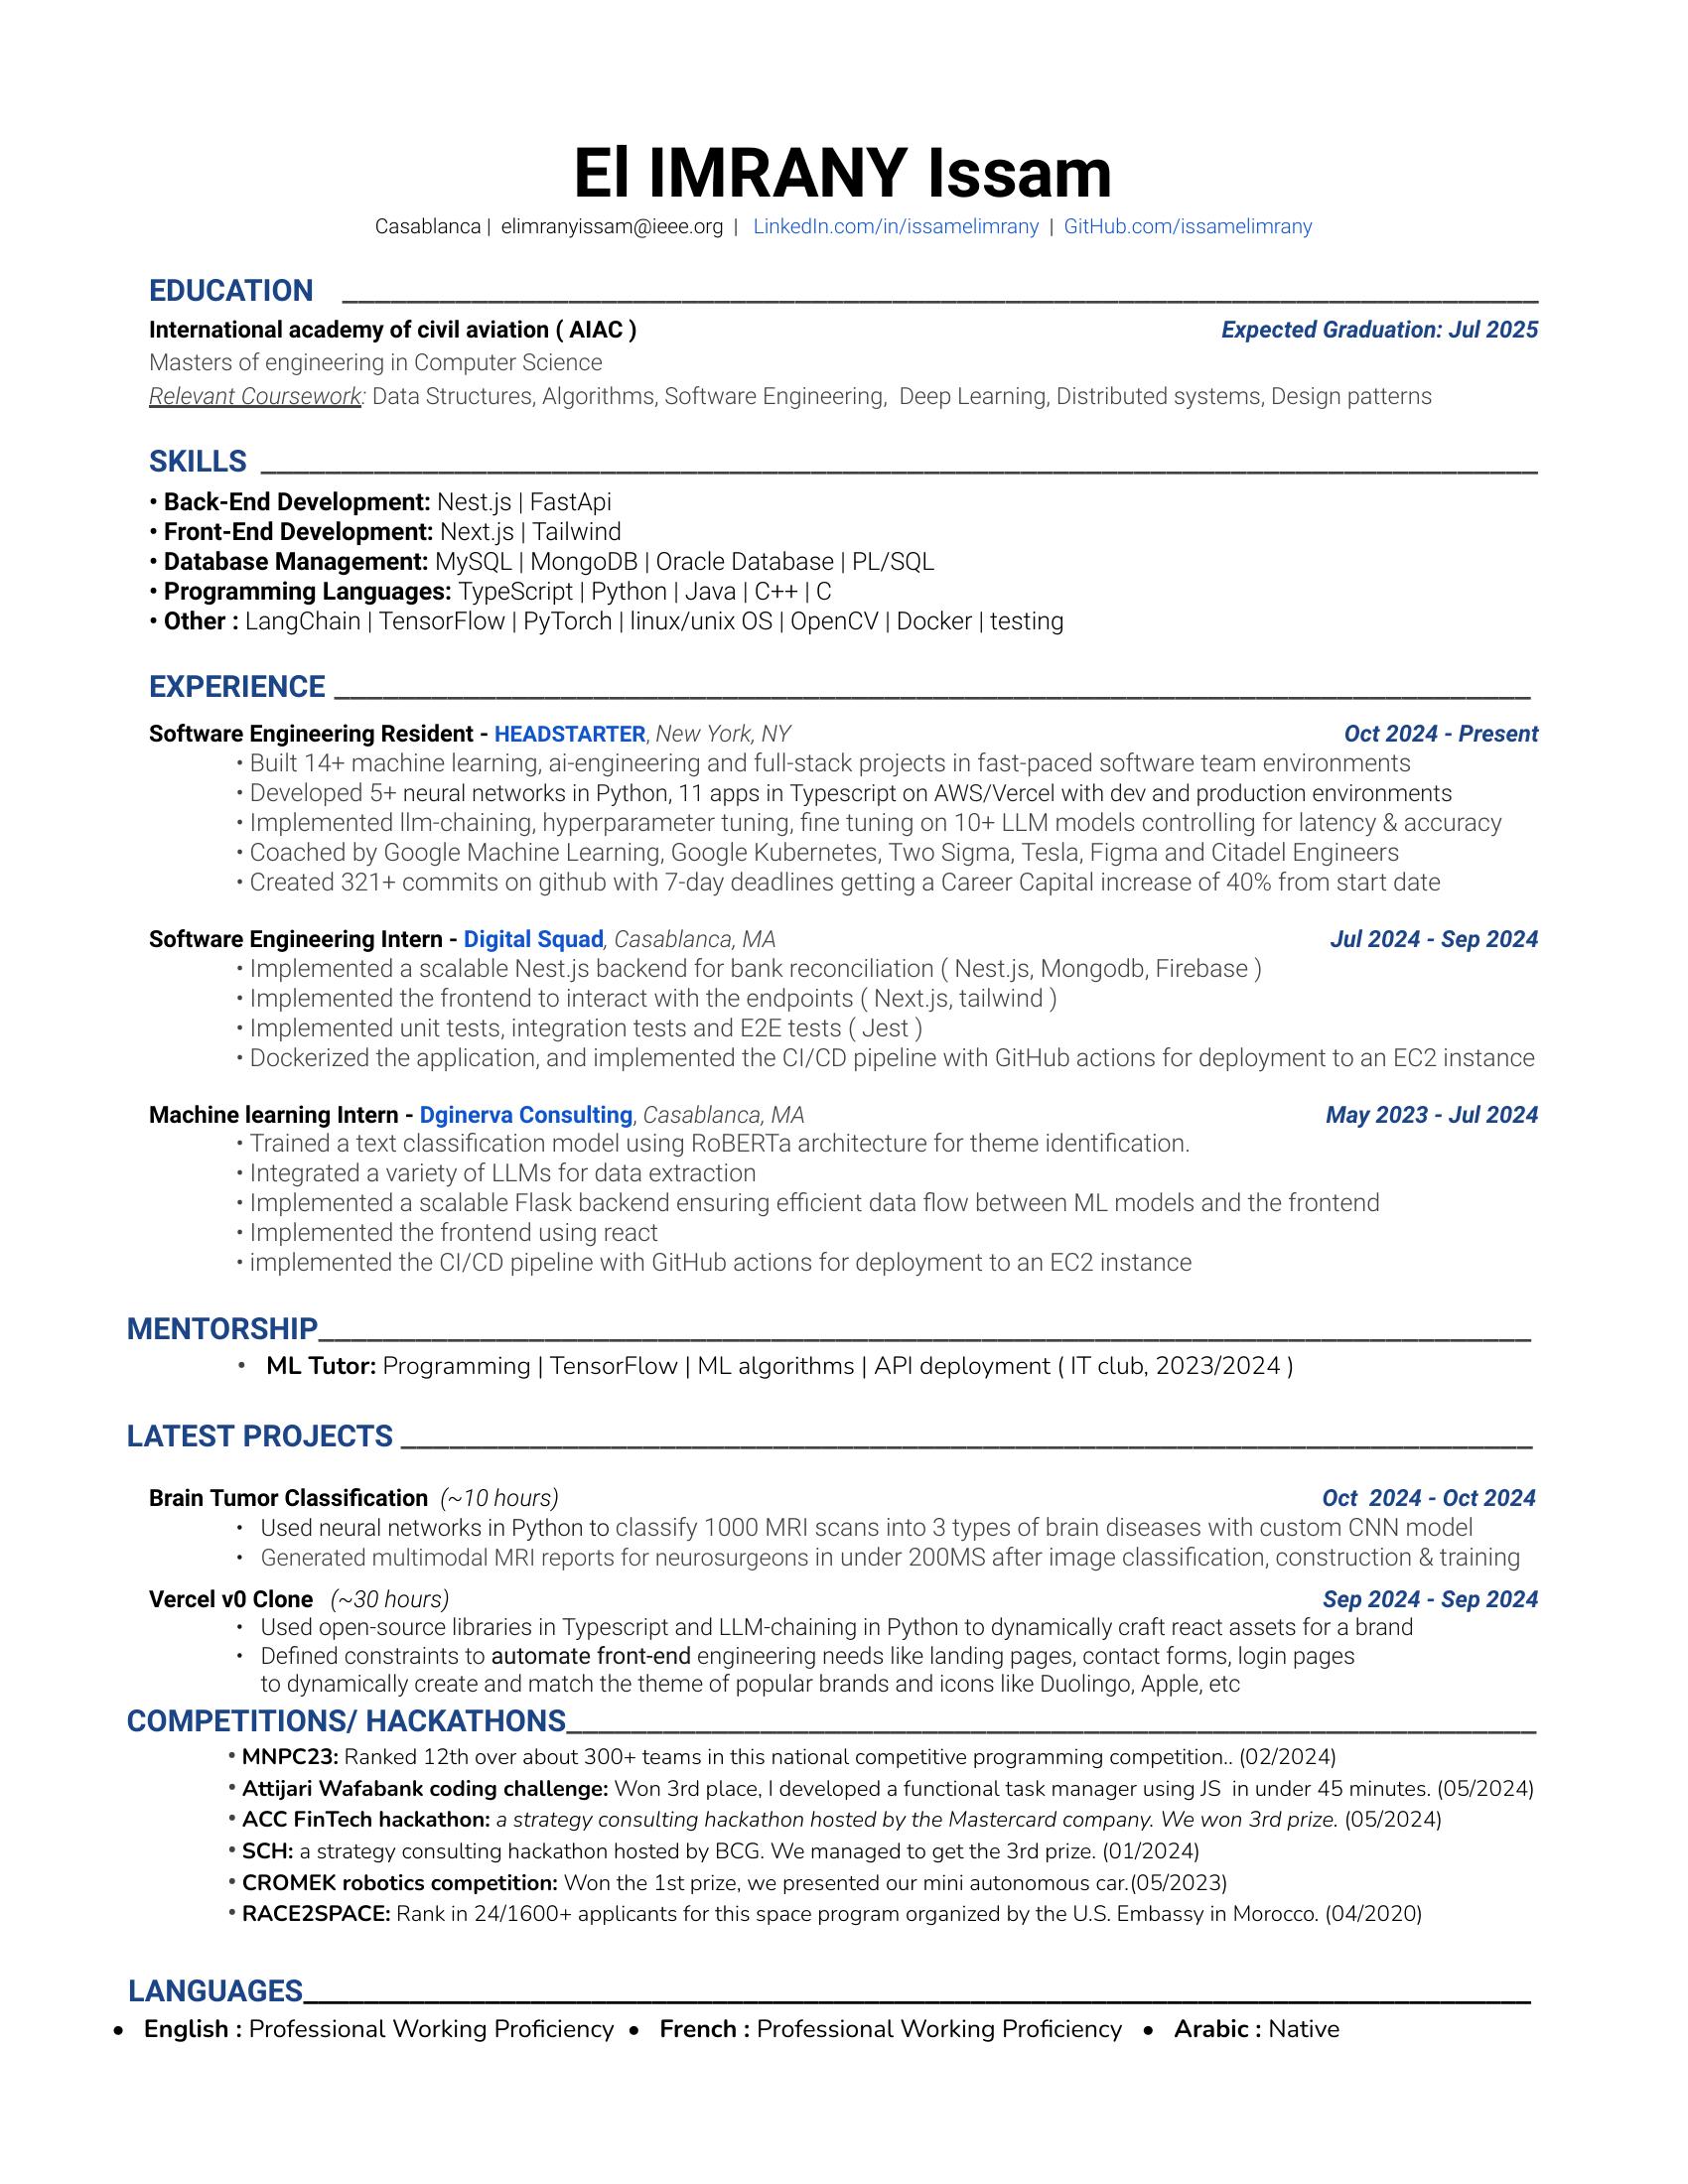 El IMRANY Issam
Casablanca | elimranyissam@ieee.org | LinkedIn.com/in/issamelimrany | GitHub.com/issamelimrany
EDUCATION
International academy of civil aviation ( AIAC ) Expected Graduation: Jul 2025
Masters of engineering in Computer Science
Relevant Coursework: Data Structures, Algorithms, Software Engineering, Deep Learning, Distributed systems, Design patterns
SKILLS
• Back-End Development: Nest.js | FastApi
• Front-End Development: Next.js | Tailwind
• Database Management: MySQL | MongoDB | Oracle Database | PL/SQL
• Programming Languages: TypeScript | Python | Java | C++ | C
• Other : LangChain | TensorFlow | PyTorch | linux/unix OS | OpenCV | Docker | testing
EXPERIENCE
Software Engineering Resident - HEADSTARTER, New York, NY Oct 2024 - Present
• Built 14+ machine learning, ai-engineering and full-stack projects in fast-paced software team environments
• Developed 5+ neural networks in Python, 11 apps in Typescript on AWS/Vercel with dev and production environments
• Implemented llm-chaining, hyperparameter tuning, fine tuning on 10+ LLM models controlling for latency & accuracy
• Coached by Google Machine Learning, Google Kubernetes, Two Sigma, Tesla, Figma and Citadel Engineers
• Created 321+ commits on github with 7-day deadlines getting a Career Capital increase of 40% from start date
Software Engineering Intern - Digital Squad, Casablanca, MA Jul 2024 - Sep 2024
• Implemented a scalable Nest.js backend for bank reconciliation ( Nest.js, Mongodb, Firebase )
• Implemented the frontend to interact with the endpoints ( Next.js, tailwind )
• Implemented unit tests, integration tests and E2E tests ( Jest )
• Dockerized the application, and implemented the CI/CD pipeline with GitHub actions for deployment to an EC2 instance
Machine learning Intern - Dginerva Consulting, Casablanca, MA May 2023 - Jul 2024
• Trained a text classification model using RoBERTa architecture for theme identification.
• Integrated a variety of LLMs for data extraction
• Implemented a scalable Flask backend ensuring efficient data flow between ML models and the frontend
• Implemented the frontend using react
• implemented the CI/CD pipeline with GitHub actions for deployment to an EC2 instance
MENTORSHIP
• ML Tutor: Programming | TensorFlow | ML algorithms | API deployment ( IT club, 2023/2024 )
LATEST PROJECTS
Brain Tumor Classification (~10 hours) Oct 2024 - Oct 2024
• Used neural networks in Python to classify 1000 MRI scans into 3 types of brain diseases with custom CNN model
• Generated multimodal MRI reports for neurosurgeons in under 200MS after image classification, construction & training
Vercel v0 Clone (~30 hours) Sep 2024 - Sep 2024
• Used open-source libraries in Typescript and LLM-chaining in Python to dynamically craft react assets for a brand
• Defined constraints to automate front-end engineering needs like landing pages, contact forms, login pages
to dynamically create and match the theme of popular brands and icons like Duolingo, Apple, etc
COMPETITIONS/ HACKATHONS
• MNPC23: Ranked 12th over about 300+ teams in this national competitive programming competition.. (02/2024)
• Attijari Wafabank coding challenge: Won 3rd place, I developed a functional task manager using JS in under 45 minutes. (05/2024)
• ACC FinTech hackathon: a strategy consulting hackathon hosted by the Mastercard company. We won 3rd prize. (05/2024)
• SCH: a strategy consulting hackathon hosted by BCG. We managed to get the 3rd prize. (01/2024)
• CROMEK robotics competition: Won the 1st prize, we presented our mini autonomous car.(05/2023)
• RACE2SPACE: Rank in 24/1600+ applicants for this space program organized by the U.S. Embassy in Morocco. (04/2020)
LANGUAGES
• English : Professional Working Proficiency • French : Professional Working Proficiency • Arabic : Native